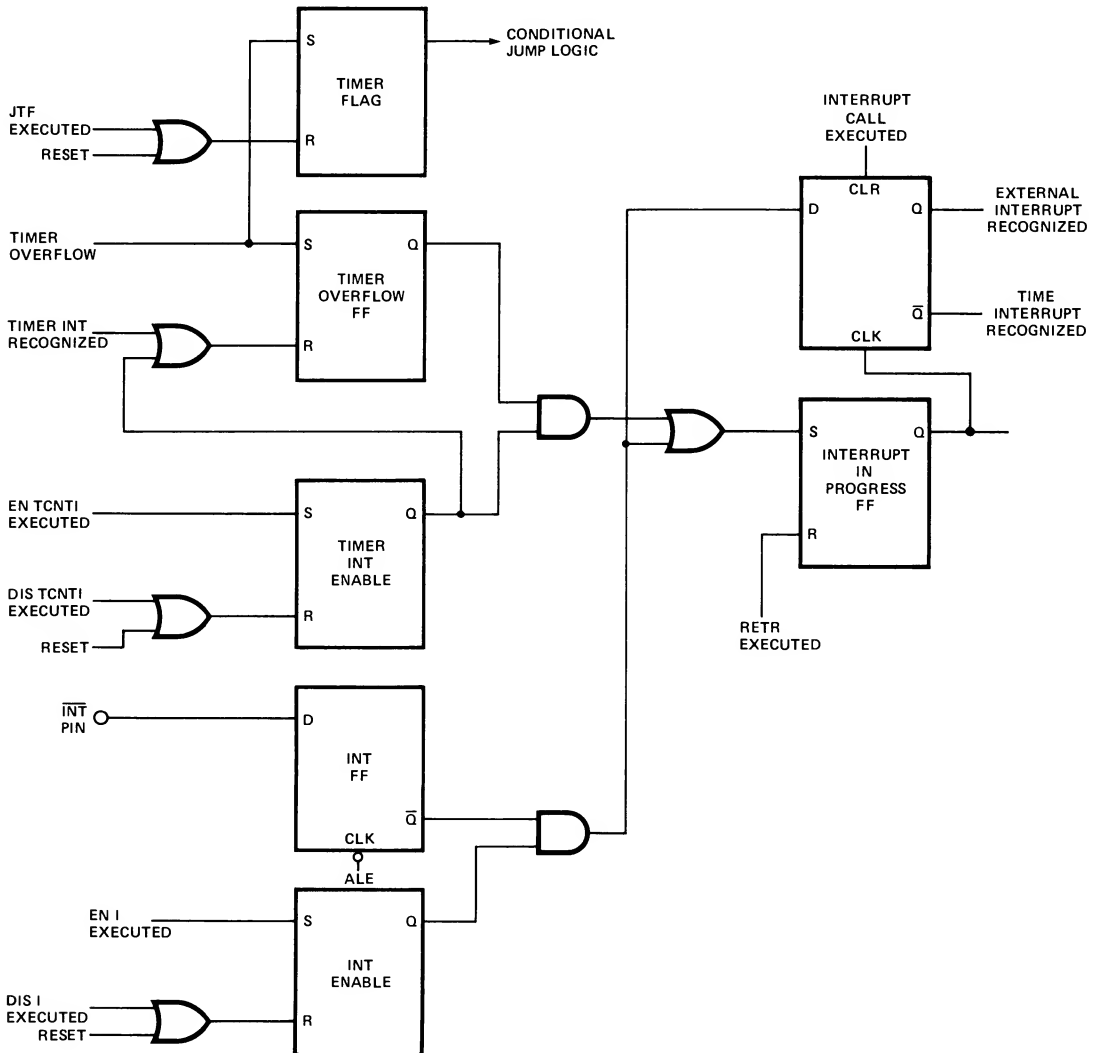 S
CONDITIONAL
JUMP LOGIC
TIMER
FLAG
JTF
EXECUTED
RESET
R
INTERRUPT
CALL
EXECUTED
CLR
D
Q
EXTERNAL
INTERRUPT
RECOGNIZED
TIMER
OVERFLOW
S
Q
TIMER
OVERFLOW
FF
TIMER INT
RECOGNIZED
R
Q̅
TIME
INTERRUPT
RECOGNIZED
CLK
S
Q
INTERRUPT
IN
PROGRESS
FF
R
RETR
EXECUTED
EN TCNTI
EXECUTED
S
Q
TIMER
INT
ENABLE
DIS TCNTI
EXECUTED
RESET
R
I̅N̅T̅
PIN
D
INT
FF
Q̅
CLK
ALE
EN I
EXECUTED
S
Q
INT
ENABLE
DIS I
EXECUTED
RESET
R